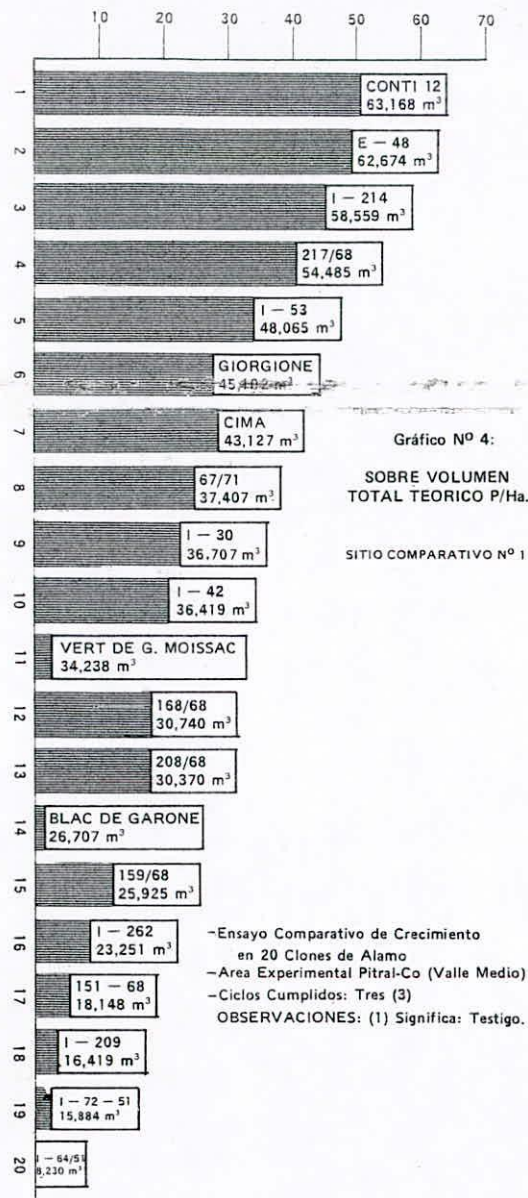 10 20 30 40 50 60 70
1
CONTI 12
63,168 m³
2
E – 48
62,674 m³
3
I – 214
58,559 m³
4
217/68
54,485 m³
5
I – 53
48,065 m³
6
GIORGIONE
45,102 m³
7
CIMA
43,127 m³
Gráfico Nº 4:
SOBRE VOLUMEN
TOTAL TEORICO P/Ha.
SITIO COMPARATIVO Nº 1
8
67/71
37,407 m³
9
I – 30
36.707 m³
10
I – 42
36,419 m³
11
VERT DE G. MOISSAC
34,238 m³
12
168/68
30,740 m³
13
208/68
30,370 m³
14
BLAC DE GARONE
26,707 m³
15
159/68
25,925 m³
16
I – 262
23,251 m³
17
151 – 68
18,148 m³
18
I – 209
16,419 m³
19
I – 72 – 51
15,884 m³
20
I – 64/51
8,230 m³
–Ensayo Comparativo de Crecimiento
en 20 Clones de Alamo
–Area Experimental Pitral-Co (Valle Medio)
–Ciclos Cumplidos: Tres (3)
OBSERVACIONES: (1) Significa: Testigo.